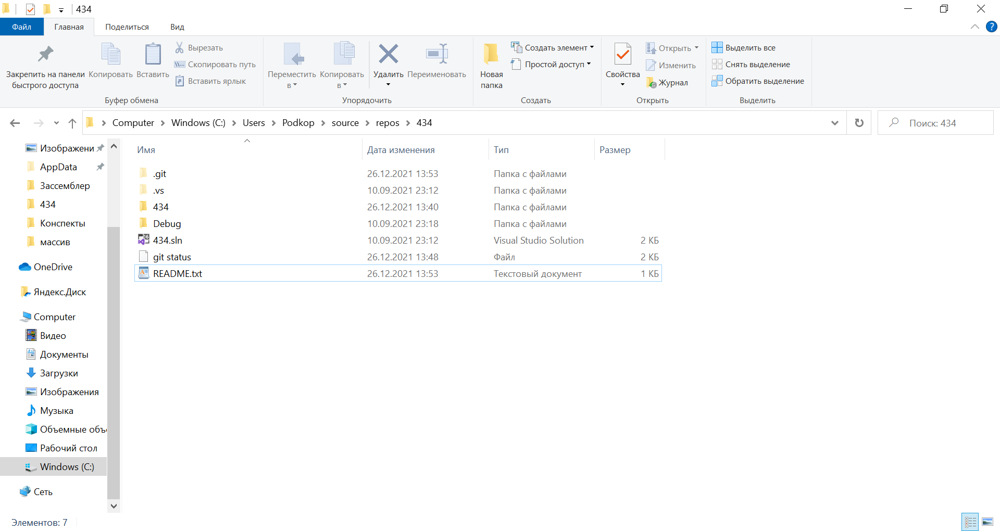 434
Файл Главная Поделиться Вид
Закрепить на панели быстрого доступа
Копировать
Вставить
Вырезать
Скопировать путь
Вставить ярлык
Буфер обмена
Переместить в
Копировать в
Удалить
Переименовать
Упорядочить
Новая папка
Создать элемент
Простой доступ
Создать
Свойства
Открыть
Изменить
Журнал
Открыть
Выделить все
Снять выделение
Обратить выделение
Выделить
Computer Windows (C:) Users Podkop source repos 434
Поиск: 434
Изображени
AppData
Зассемблер
434
Конспекты
массив
OneDrive
Яндекс.Диск
Computer
Видео
Документы
Загрузки
Изображения
Музыка
Объемные объ
Рабочий стол
Windows (C:)
Сеть
Имя Дата изменения Тип Размер
.git 26.12.2021 13:53 Папка с файлами
.vs 10.09.2021 23:12 Папка с файлами
434 26.12.2021 13:40 Папка с файлами
Debug 10.09.2021 23:18 Папка с файлами
434.sln 10.09.2021 23:12 Visual Studio Solution 2 КБ
git status 26.12.2021 13:48 Файл 2 КБ
README.txt 26.12.2021 13:53 Текстовый документ 1 КБ
Элементов: 7